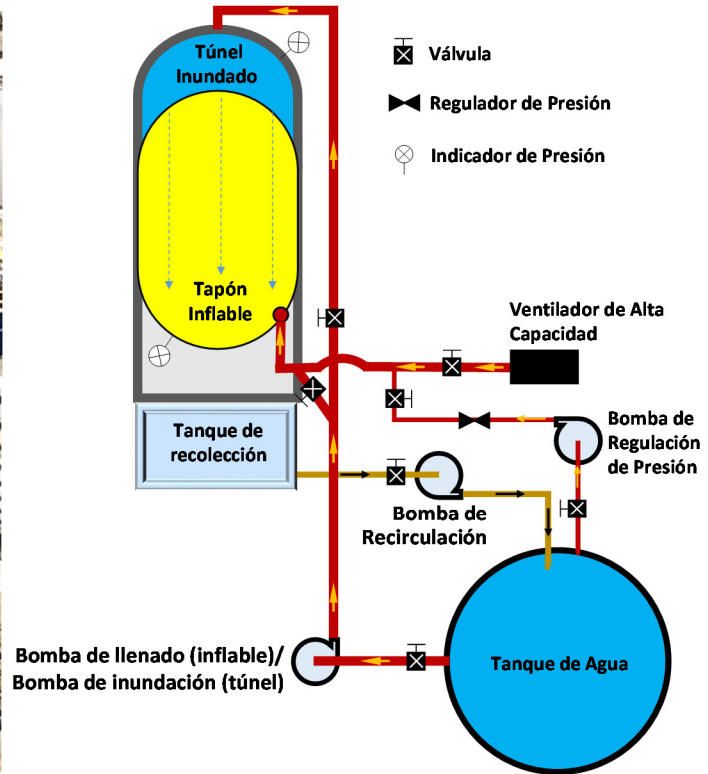 Túnel
Inundado
Válvula
Regulador de Presión
Indicador de Presión
Tapón
Inflable
Ventilador de Alta
Capacidad
Tanque de
recolección
Bomba de
Regulación
de Presión
Bomba de
Recirculación
Bomba de llenado (inflable)/
Bomba de inundación (túnel)
Tanque de Agua